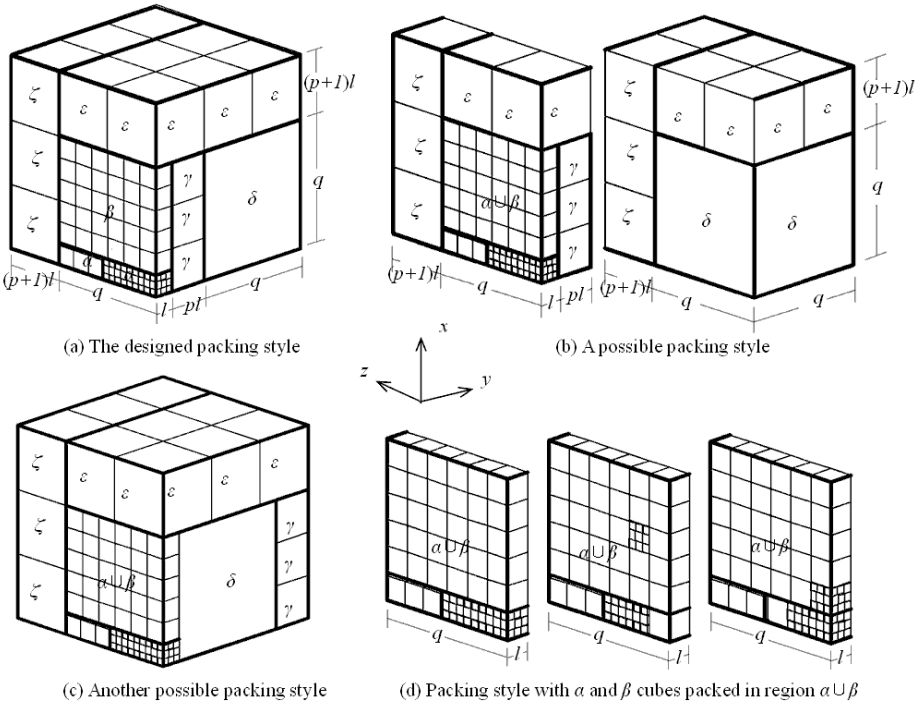 ζ ε ε ε ε ε (p+1)l
ζ β γ δ q
ζ α γ
γ
(p+1)l q l pl q
(a) The designed packing style
ζ ε ε ε
ζ α∪β γ
ζ γ
γ
(p+1)l q l pl
ζ ε ε ε ε (p+1)l
ζ δ δ q
ζ
(p+1)l q q
(b) A possible packing style
x
z y
ζ ε ε ε ε ε
ζ α∪β δ γ
ζ γ
γ
(c) Another possible packing style
α∪β α∪β α∪β
q l q l q l
(d) Packing style with α and β cubes packed in region α∪β